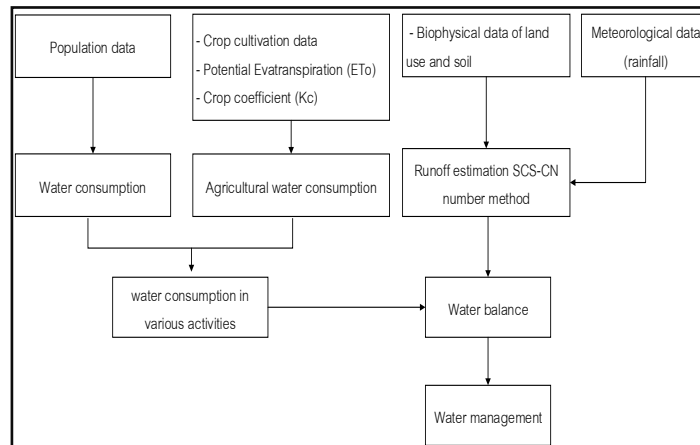 Population data
- Crop cultivation data
- Potential Evatranspiration (ETo)
- Crop coefficient (Kc)
- Biophysical data of land
use and soil
Meteorological data
(rainfall)
Water consumption
Agricultural water consumption
Runoff estimation SCS-CN
number method
water consumption in
various activities
Water balance
Water management